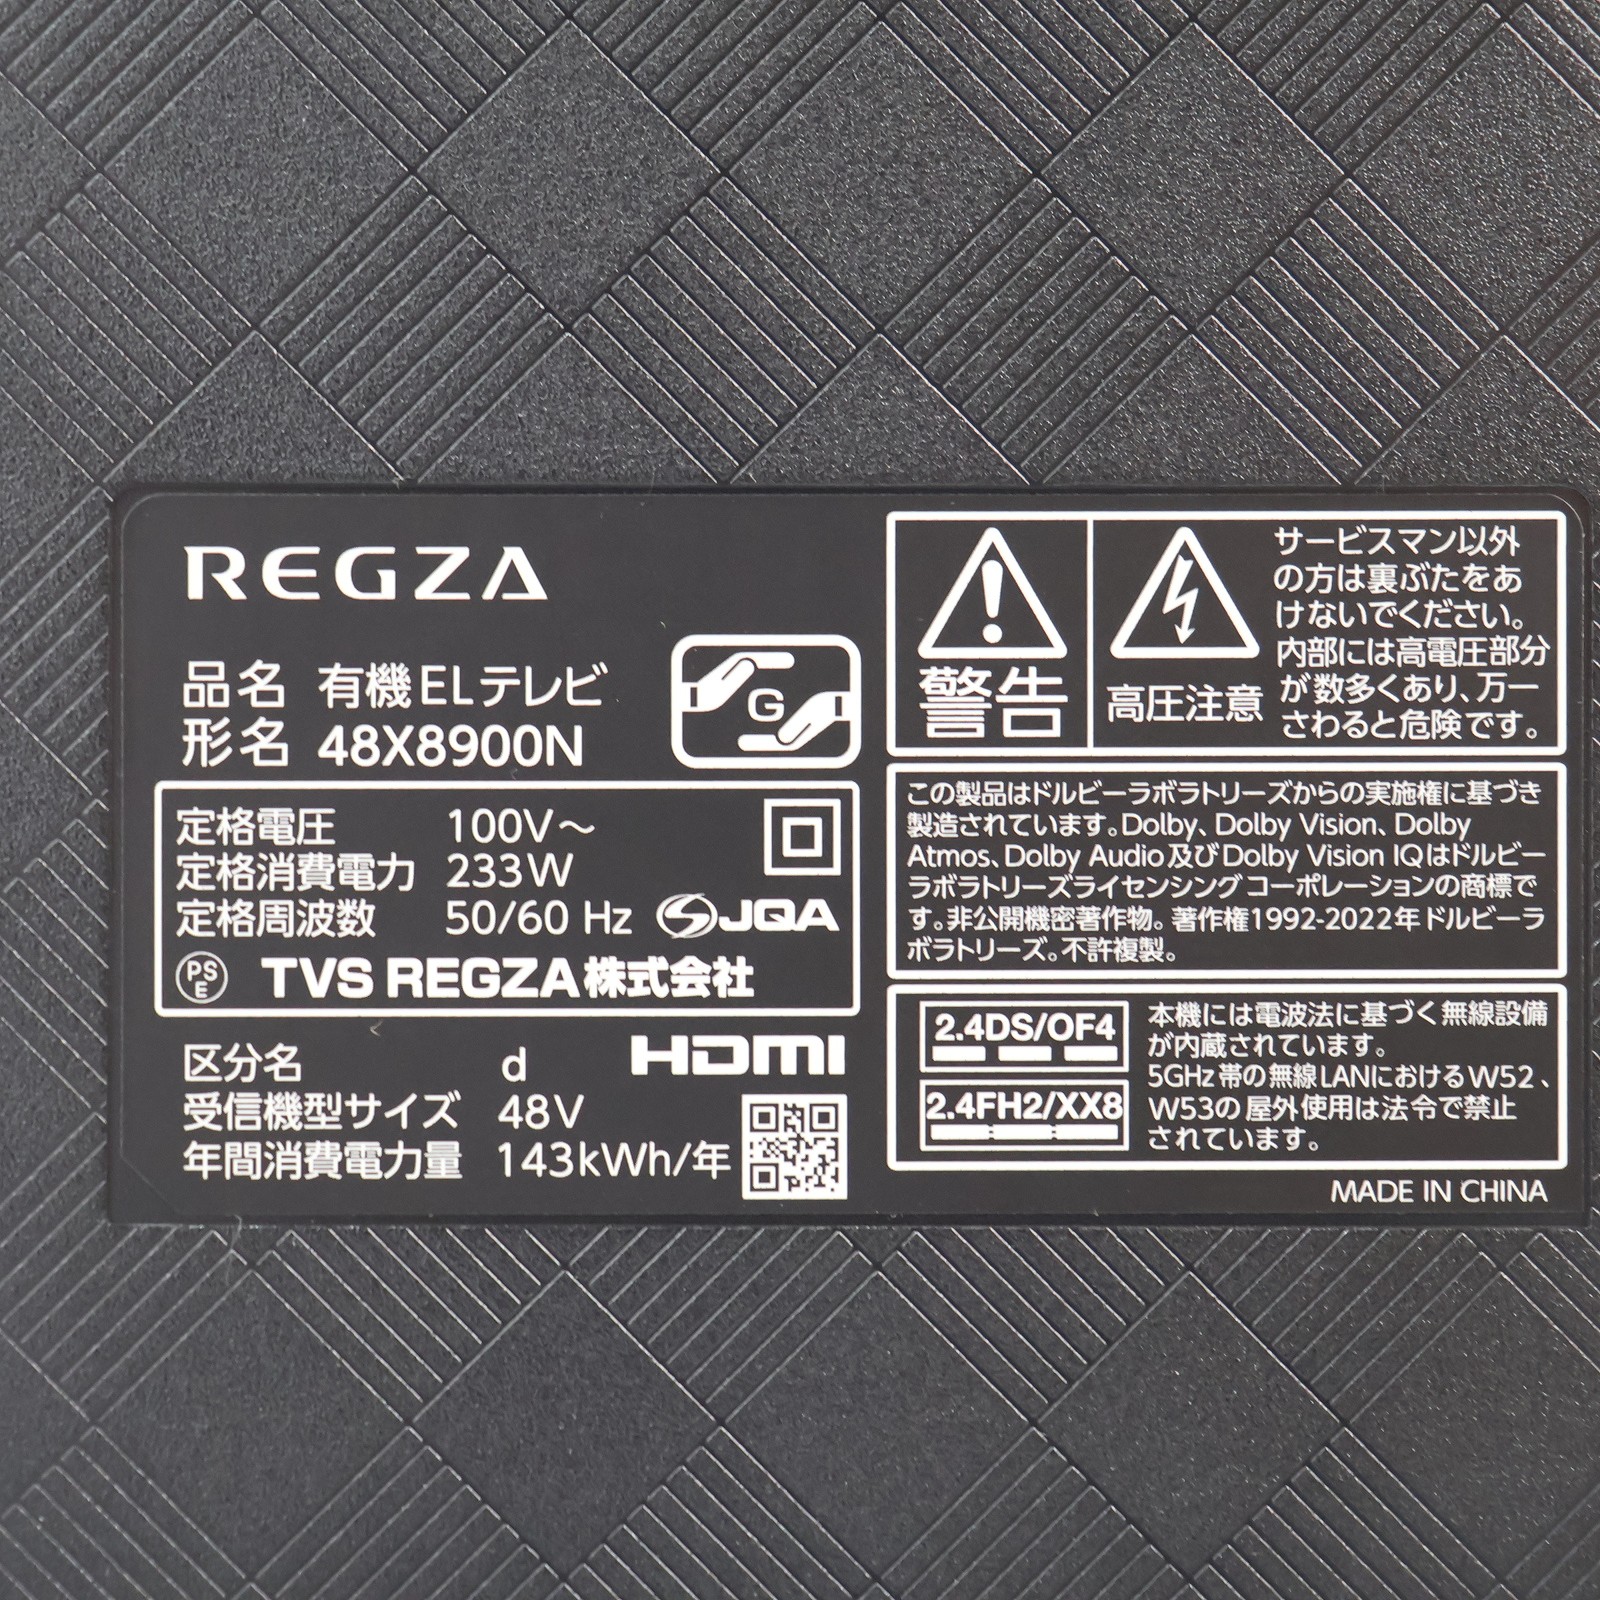 REGZA
品名 有機ELテレビ
形名 48X8900N
G
定格電圧 100V～
定格消費電力 233W
定格周波数 50/60 Hz JQA
PSE TVS REGZA株式会社
区分名 d HDMI
受信機型サイズ 48V
年間消費電力量 143kWh/年
警告
高圧注意
サービスマン以外
の方は裏ぶたをあ
けないでください。
内部には高電圧部分
が数多くあり、万一
さわると危険です。
この製品はドルビーラボラトリーズからの実施権に基づき
製造されています。Dolby、Dolby Vision、Dolby
Atmos、Dolby Audio及びDolby Vision IQはドルビー
ラボラトリーズライセンシングコーポレーションの商標で
す。非公開機密著作物。著作権1992-2022年ドルビーラ
ボラトリーズ。不許複製。
2.4DS/OF4
2.4FH2/XX8
本機には電波法に基づく無線設備
が内蔵されています。
5GHz帯の無線LANにおけるW52、
W53の屋外使用は法令で禁止
されています。
MADE IN CHINA